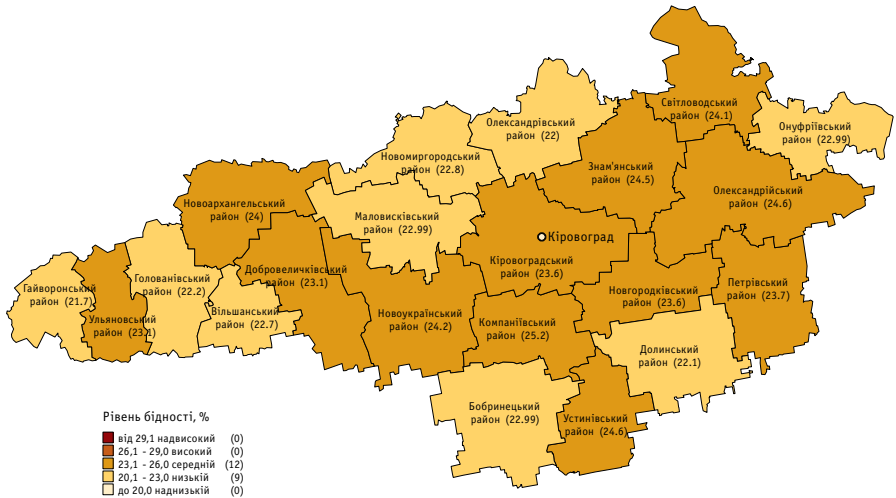 Світловодський
район (24.1)
Онуфріївський
район (22.99)
Олександрівський
район (22)
Новомиргородський
район (22.8)
Знам'янський
район (24.5)
Олександрійський
район (24.6)
Новоархангельський
район (24)
Маловисківський
район (22.99)
Кіровоград
Кіровоградський
район (23.6)
Добровеличківський
район (23.1)
Голованівський
район (22.2)
Гайворонський
район (21.7)
Ульяновський
район (23.1)
Вільшанський
район (22.7)
Новоукраїнський
район (24.2)
Компаніївський
район (25.2)
Новгородківський
район (23.6)
Петрівський
район (23.7)
Долинський
район (22.1)
Бобринецький
район (22.99)
Устинівський
район (24.6)
Рівень бідності, %
від 29,1 надвисокий (0)
26,1 - 29,0 високий (0)
23,1 - 26,0 середній (12)
20,1 - 23,0 низькій (9)
до 20,0 наднизькій (0)